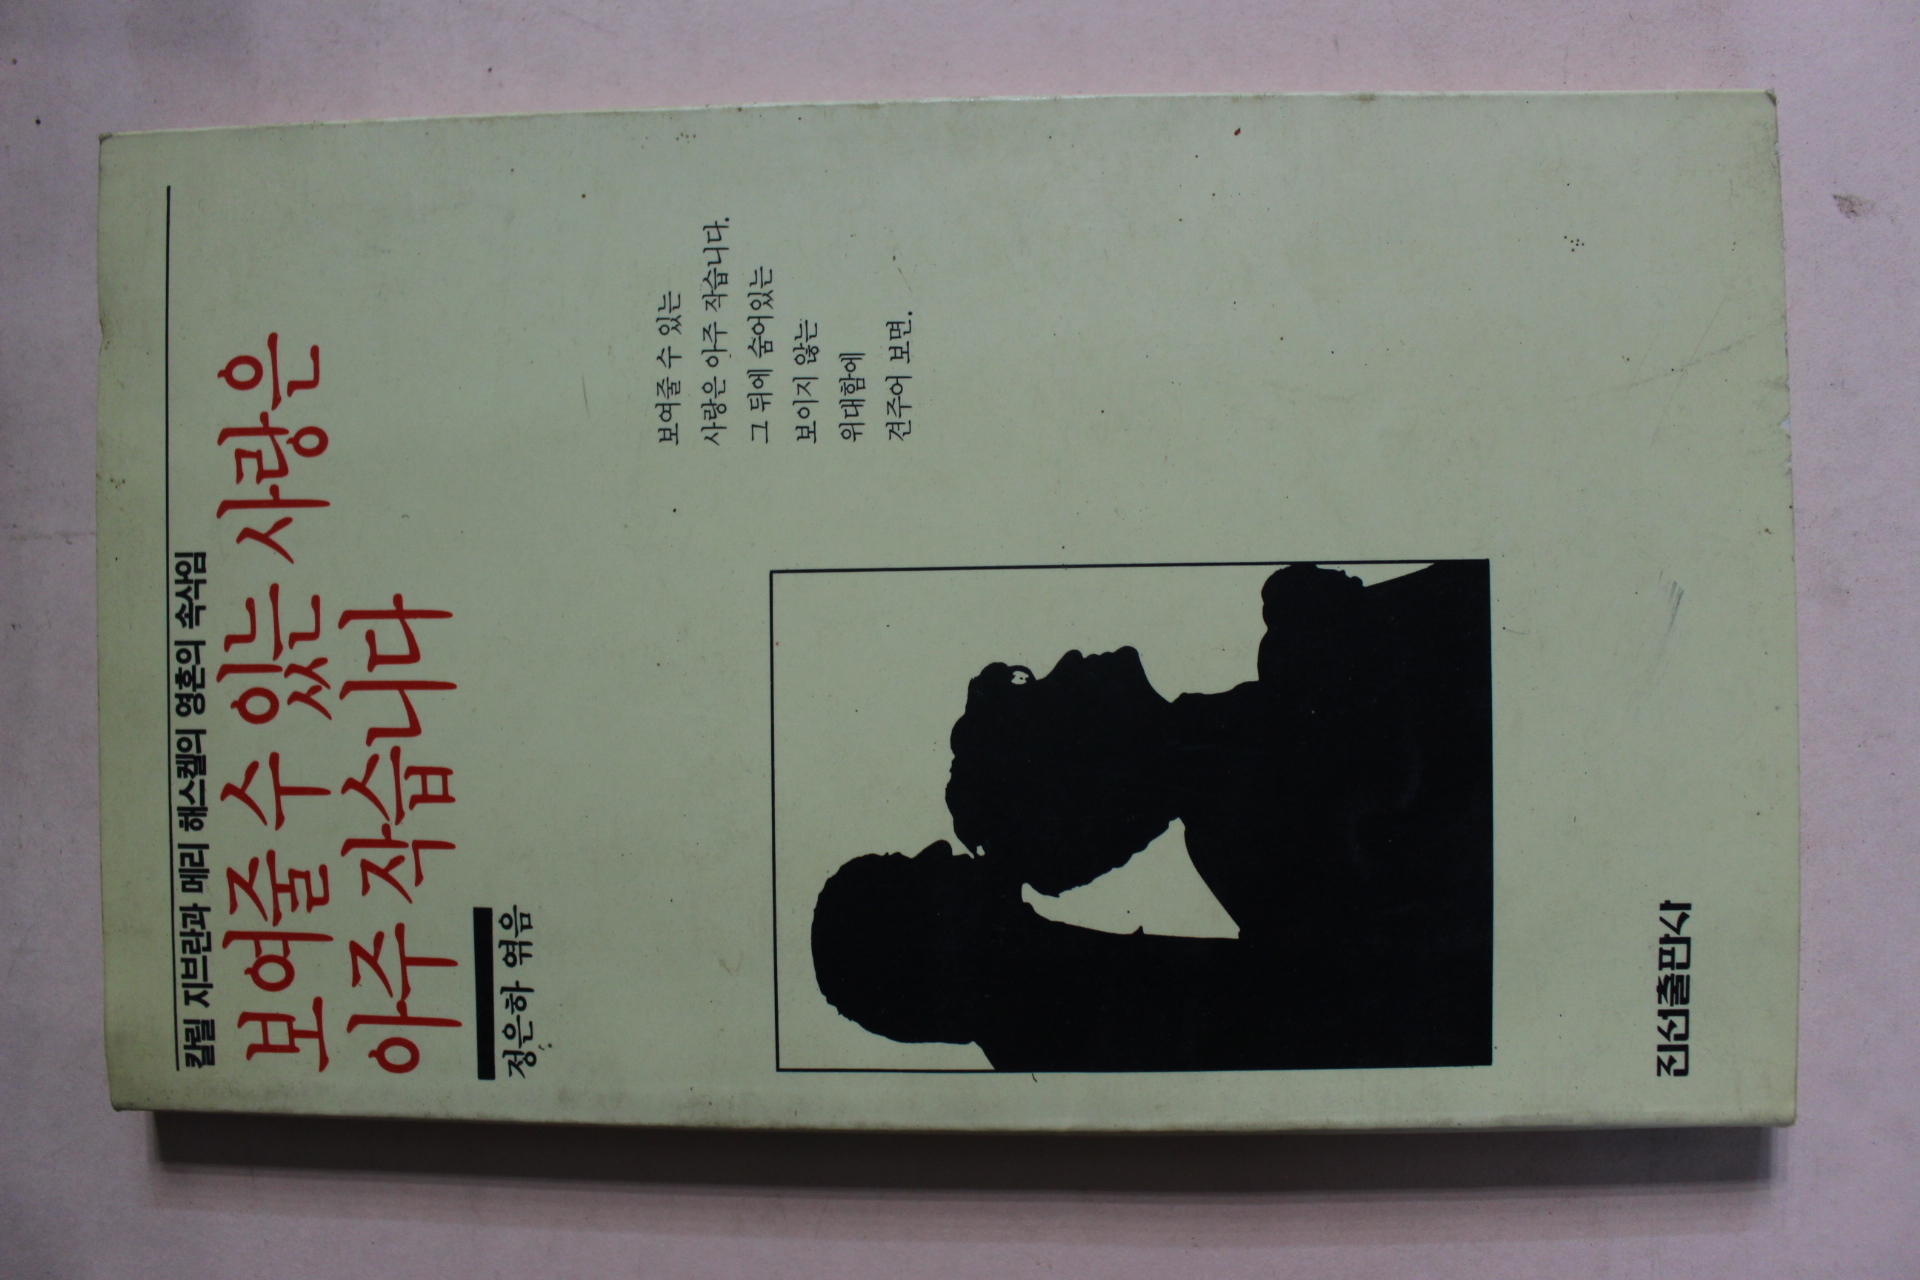 칼릴 지브란과 메리 해스켈의 영혼의 속삭임
보여줄 수 있는 사랑은
아주 작습니다
정은하 엮음
보여줄 수 있는
사랑은 아주 작습니다.
그 뒤에 숨어있는
보이지 않는
위대함에
견주어 보면.
진선출판사